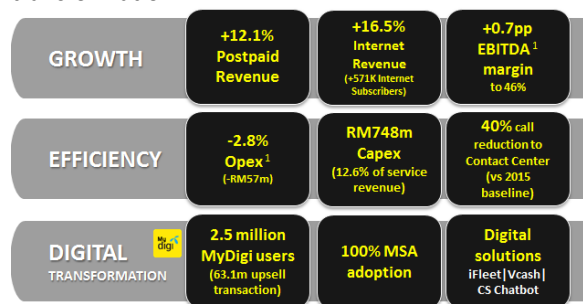 GROWTH
+12.1%
Postpaid
Revenue
+16.5%
Internet
Revenue
(+571K Internet
Subscribers)
+0.7pp
EBITDA 1
margin
to 46%
EFFICIENCY
-2.8%
Opex 1
(-RM57m)
RM748m
Capex
(12.6% of service
revenue)
40% call
reduction to
Contact Center
(vs 2015
baseline)
DIGITAL
TRANSFORMATION
My
digi
2.5 million
MyDigi users
(63.1m upsell
transaction)
100% MSA
adoption
Digital
solutions
iFleet|Vcash|
CS Chatbot